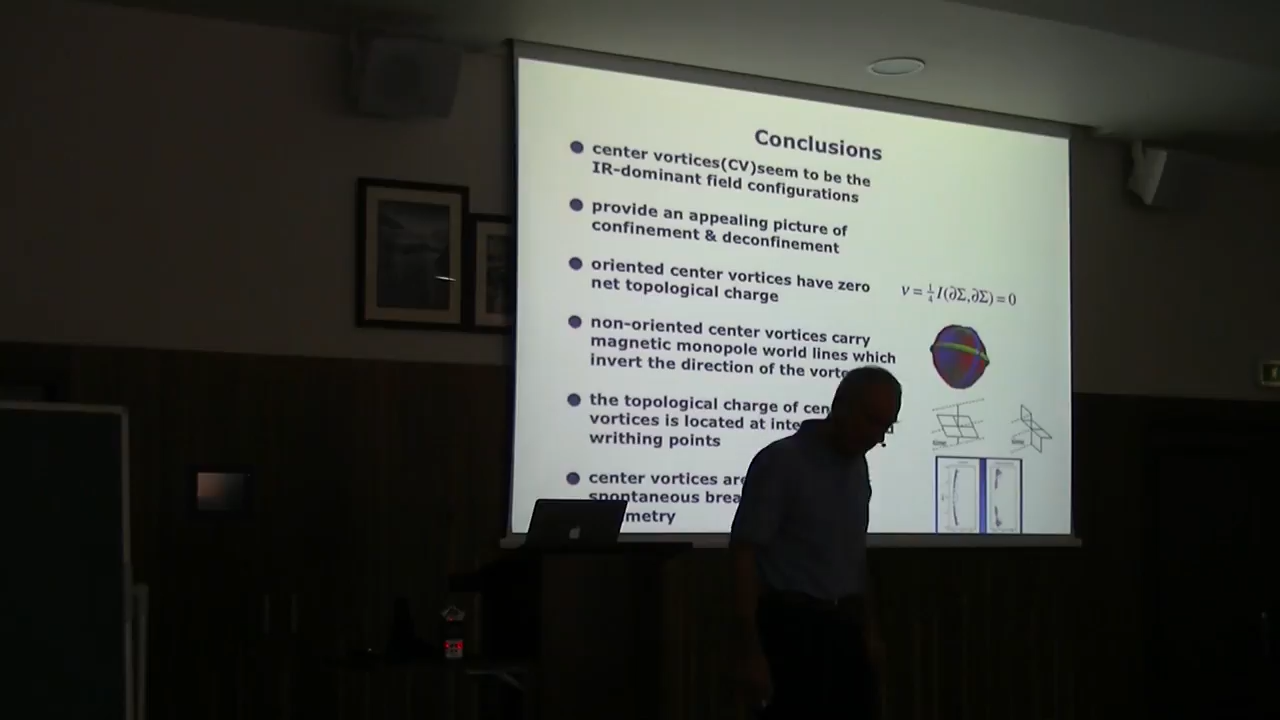 Conclusions
center vortices(CV)seem to be the
IR-dominant field configurations
provide an appealing picture of
confinement & deconfinement
oriented center vortices have zero
net topological charge
ν = ¼ I(∂Σ,∂Σ) = 0
non-oriented center vortices carry
magnetic monopole world lines which
invert the direction of the
the topological charge of
vortices is located at
writhing points
center vortices
spontaneous